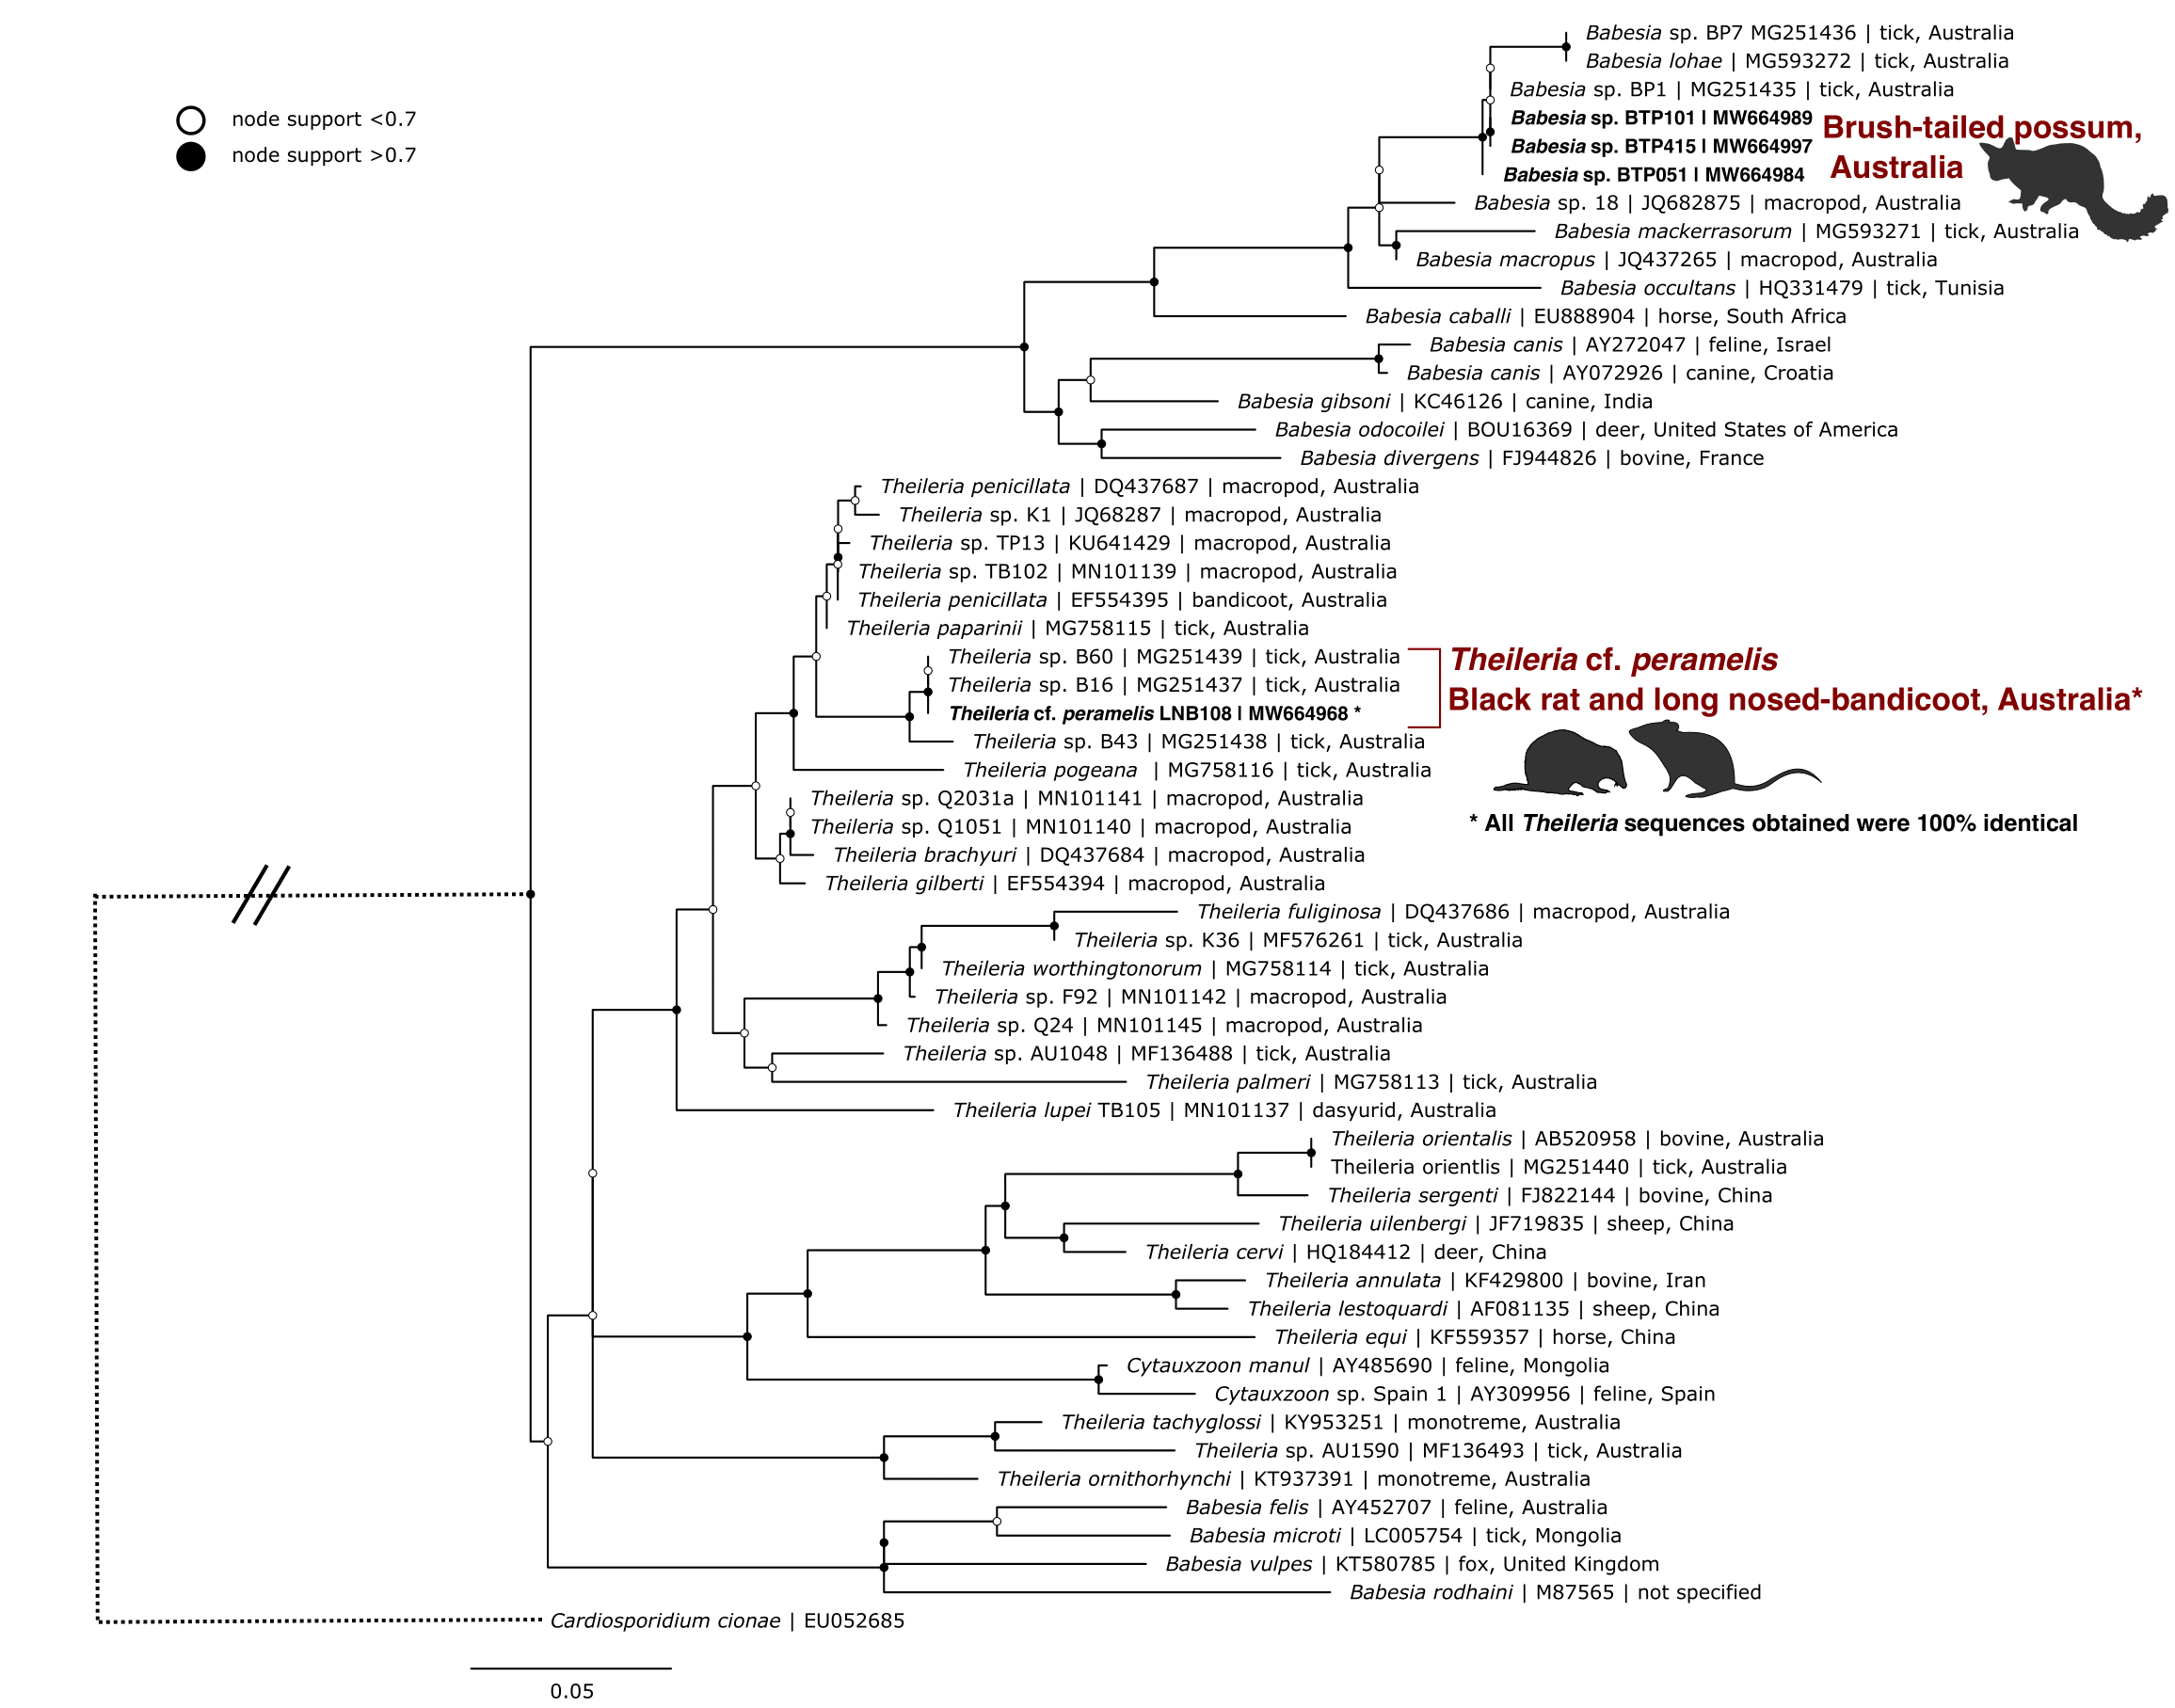 Babesia sp. BP7 MG251436 | tick, Australia
Babesia lohae | MG593272 | tick, Australia
node support <0.7
node support >0.7
Babesia sp. BP1 | MG251435 | tick, Australia
Babesia sp. BTP101 | MW664989
Babesia sp. BTP415 | MW664997
Babesia sp. BTP051 | MW664984
Brush-tailed possum,
Australia
Babesia sp. 18 | JQ682875 | macropod, Australia
Babesia mackerrasorum | MG593271 | tick, Australia
Babesia macropus | JQ437265 | macropod, Australia
Babesia occultans | HQ331479 | tick, Tunisia
Babesia caballi | EU888904 | horse, South Africa
Babesia canis | AY272047 | feline, Israel
Babesia canis | AY072926 | canine, Croatia
Babesia gibsoni | KC46126 | canine, India
Babesia odocoilei | BOU16369 | deer, United States of America
Babesia divergens | FJ944826 | bovine, France
Theileria penicillata | DQ437687 | macropod, Australia
Theileria sp. K1 | JQ68287 | macropod, Australia
Theileria sp. TP13 | KU641429 | macropod, Australia
Theileria sp. TB102 | MN101139 | macropod, Australia
Theileria penicillata | EF554395 | bandicoot, Australia
Theileria paparinii | MG758115 | tick, Australia
Theileria sp. B60 | MG251439 | tick, Australia
Theileria sp. B16 | MG251437 | tick, Australia
Theileria cf. peramelis LNB108 | MW664968 *
Theileria cf. peramelis
Black rat and long nosed-bandicoot, Australia*
Theileria sp. B43 | MG251438 | tick, Australia
Theileria pogeana | MG758116 | tick, Australia
Theileria sp. Q2031a | MN101141 | macropod, Australia
Theileria sp. Q1051 | MN101140 | macropod, Australia
* All Theileria sequences obtained were 100% identical
Theileria brachyuri | DQ437684 | macropod, Australia
Theileria gilberti | EF554394 | macropod, Australia
Theileria fuliginosa | DQ437686 | macropod, Australia
Theileria sp. K36 | MF576261 | tick, Australia
Theileria worthingtonorum | MG758114 | tick, Australia
Theileria sp. F92 | MN101142 | macropod, Australia
Theileria sp. Q24 | MN101145 | macropod, Australia
Theileria sp. AU1048 | MF136488 | tick, Australia
Theileria palmeri | MG758113 | tick, Australia
Theileria lupei TB105 | MN101137 | dasyurid, Australia
Theileria orientalis | AB520958 | bovine, Australia
Theileria orientlis | MG251440 | tick, Australia
Theileria sergenti | FJ822144 | bovine, China
Theileria uilenbergi | JF719835 | sheep, China
Theileria cervi | HQ184412 | deer, China
Theileria annulata | KF429800 | bovine, Iran
Theileria lestoquardi | AF081135 | sheep, China
Theileria equi | KF559357 | horse, China
Cytauxzoon manul | AY485690 | feline, Mongolia
Cytauxzoon sp. Spain 1 | AY309956 | feline, Spain
Theileria tachyglossi | KY953251 | monotreme, Australia
Theileria sp. AU1590 | MF136493 | tick, Australia
Theileria ornithorhynchi | KT937391 | monotreme, Australia
Babesia felis | AY452707 | feline, Australia
Babesia microti | LC005754 | tick, Mongolia
Babesia vulpes | KT580785 | fox, United Kingdom
Babesia rodhaini | M87565 | not specified
Cardiosporidium cionae | EU052685
0.05